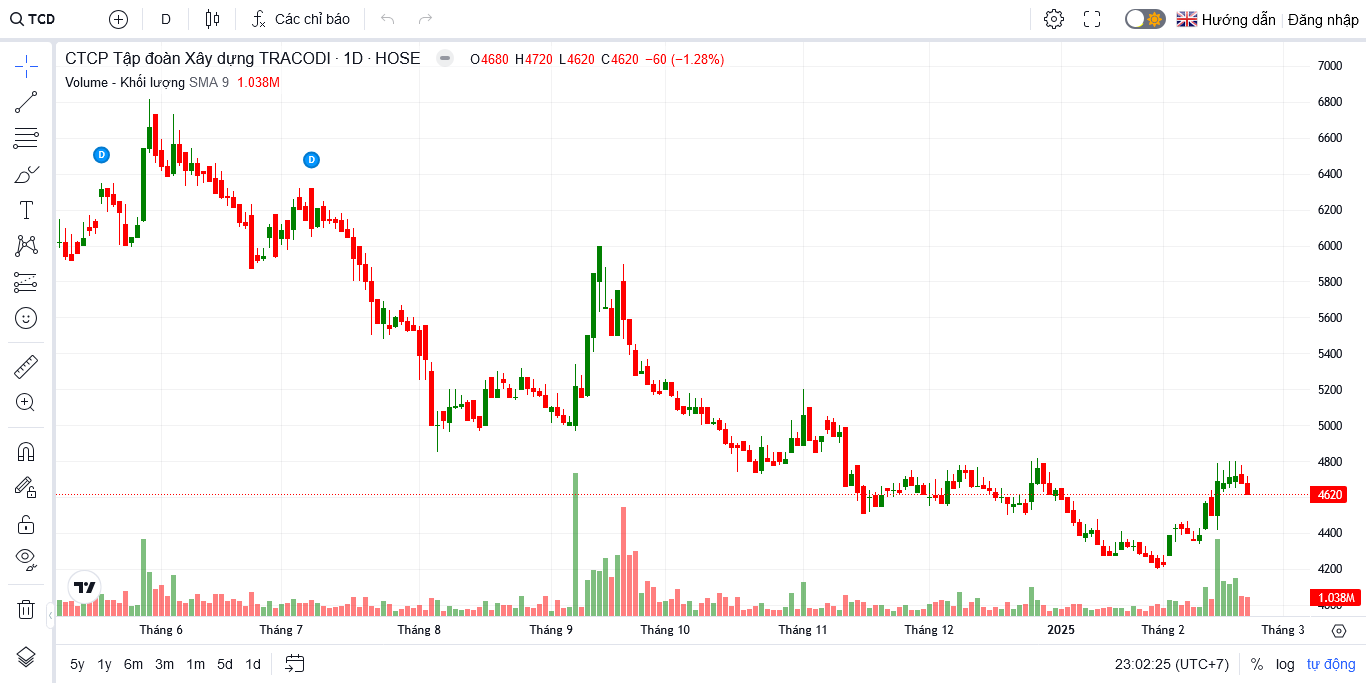 TCD D Các chỉ báo Hướng dẫn Đăng nhập
CTCP Tập đoàn Xây dựng TRACODI · 1D · HOSE O4680 H4720 L4620 C4620 −60 (−1.28%)
Volume - Khối lượng SMA 9 1.038M
D
D
7000
6800
6600
6400
6200
6000
5800
5600
5400
5200
5000
4800
4620
4400
4200
1.038M
Tháng 6 Tháng 7 Tháng 8 Tháng 9 Tháng 10 Tháng 11 Tháng 12 2025 Tháng 2 Tháng 3
5y 1y 6m 3m 1m 5d 1d 23:02:25 (UTC+7) % log tự động